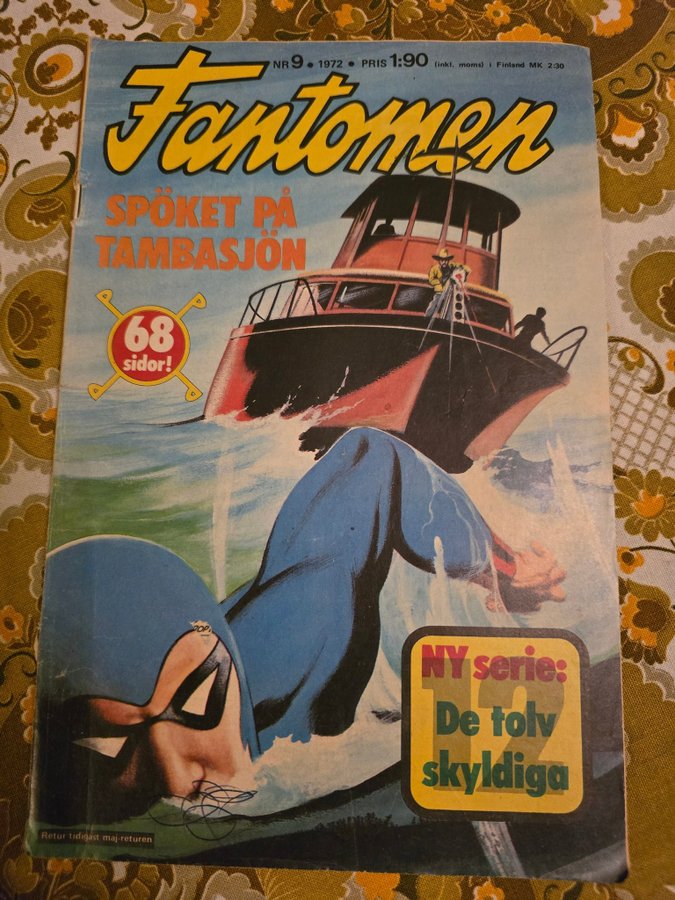 NR 9 • 1972 • PRIS 1:90 (inkl. moms) i Finland MK 2:30
Fantomen
SPÖKET PÅ
TAMBASJÖN
68
sidor!
NY serie:
12
De tolv
skyldiga
Retur tidigast maj-returen